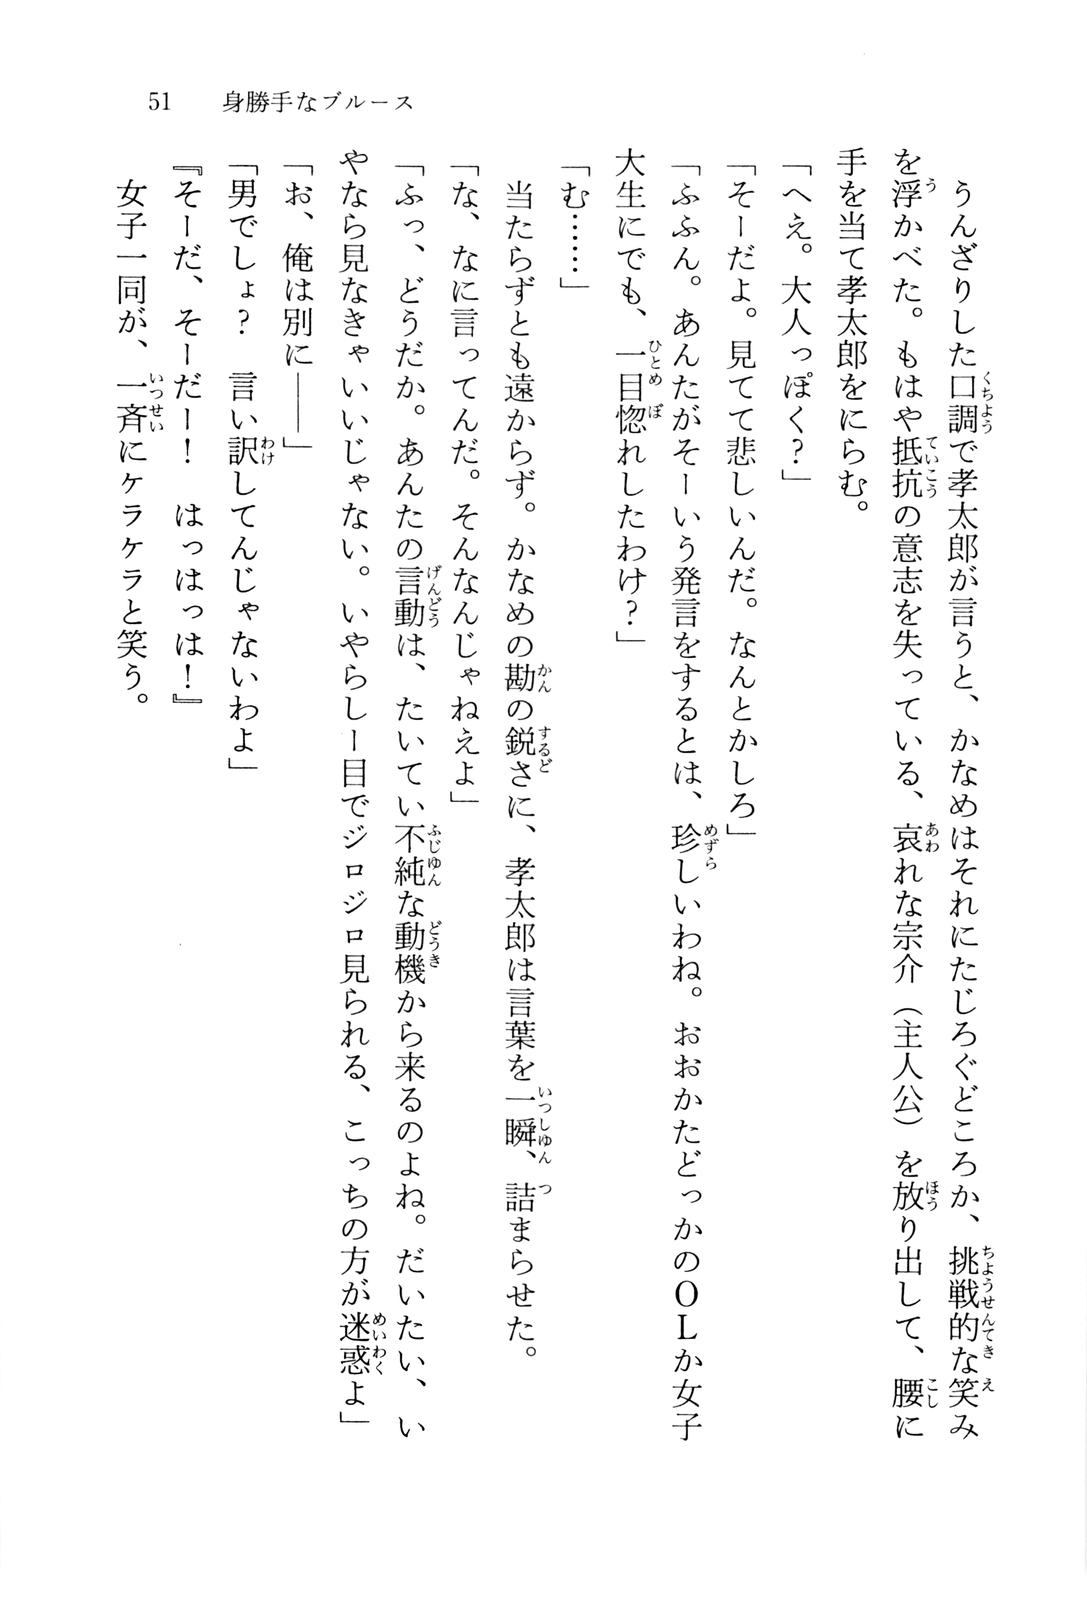 51　身勝手なブルース
　うんざりした口調で孝太郎が言うと、かなめはそれにたじろぐどころか、挑戦的な笑み
を浮かべた。もはや抵抗の意志を失っている、哀れな宗介（主人公）を放り出して、腰に
手を当て孝太郎をにらむ。
「へえ。大人っぽく？」
「そーだよ。見てて悲しいんだ。なんとかしろ」
「ふふん。あんたがそーいう発言をするとは、珍しいわね。おおかたどっかのＯＬか女子
大生にでも、一目惚れしたわけ？」
「む……」
　当たらずとも遠からず。かなめの勘の鋭さに、孝太郎は言葉を一瞬、詰まらせた。
「な、なに言ってんだ。そんなんじゃねえよ」
「ふっ、どうだか。あんたの言動は、たいてい不純な動機から来るのよね。だいたい、い
やなら見なきゃいいじゃない。いやらしー目でジロジロ見られる、こっちの方が迷惑よ」
「お、俺は別に――」
「男でしょ？　言い訳してんじゃないわよ」
『そーだ、そーだー！　はっはっは！』
　女子一同が、一斉にケラケラと笑う。